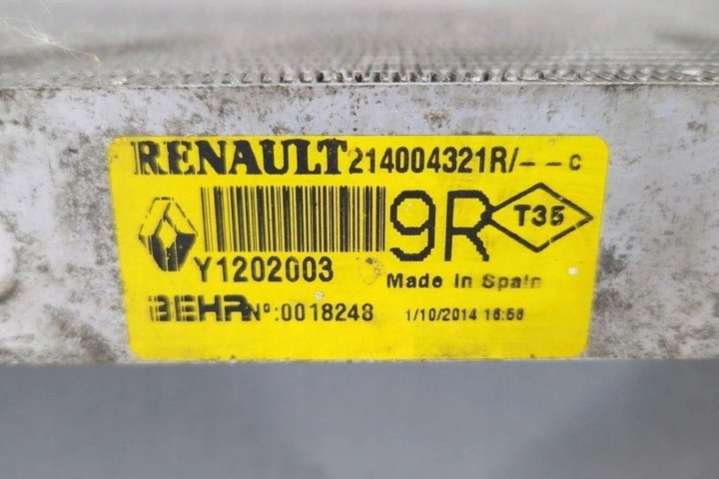 RENAULT 214004321R/--C
9R T35
Y1202003 Made In Spain
BEHR Nº:0018248 1/10/2014 16:56